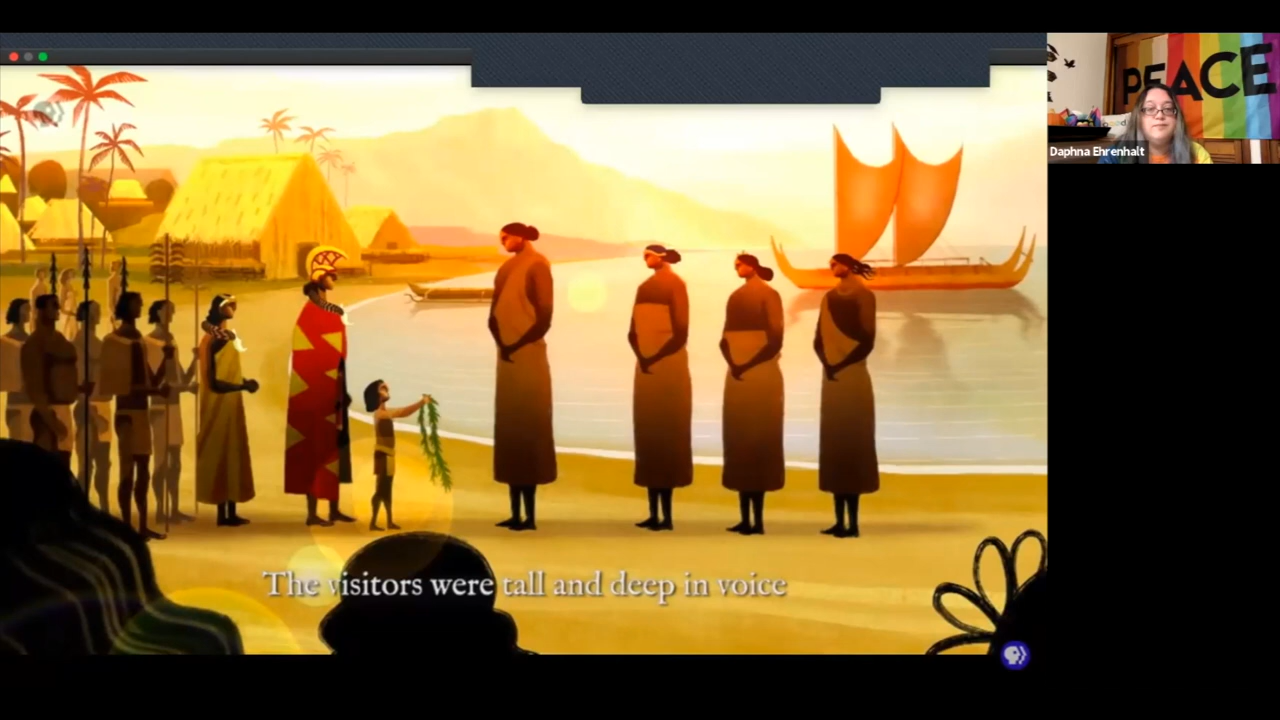 PEACE
Daphna Ehrenhalt
The visitors were tall and deep in voice